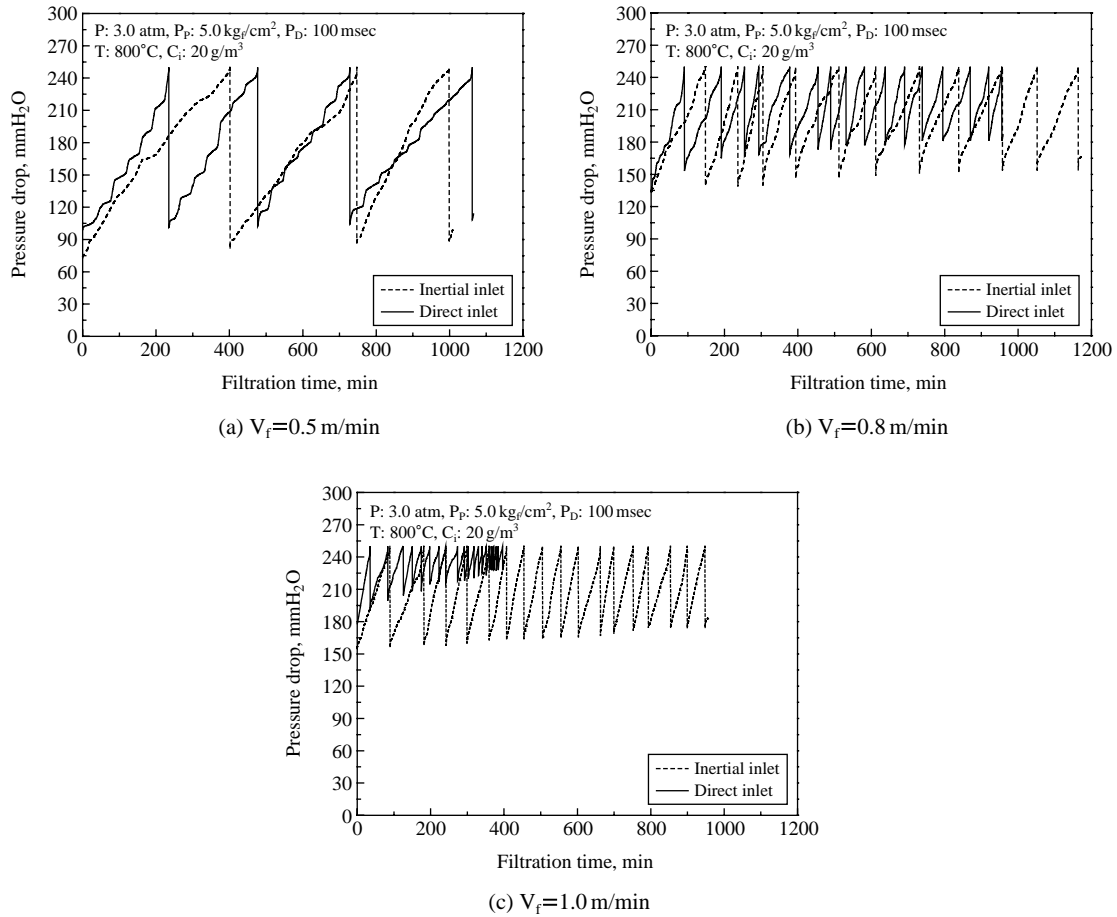 P: 3.0 atm, P_P: 5.0 kg_f/cm², P_D: 100 msec
T: 800°C, C_i: 20 g/m³
300
270
240
210
180
150
120
90
60
30
0
Pressure drop, mmH₂O
Inertial inlet
Direct inlet
0 200 400 600 800 1000 1200
Filtration time, min
(a) V_f=0.5 m/min
P: 3.0 atm, P_P: 5.0 kg_f/cm², P_D: 100 msec
T: 800°C, C_i: 20 g/m³
300
270
240
210
180
150
120
90
60
30
0
Pressure drop, mmH₂O
Inertial inlet
Direct inlet
0 200 400 600 800 1000 1200
Filtration time, min
(b) V_f=0.8 m/min
P: 3.0 atm, P_P: 5.0 kg_f/cm², P_D: 100 msec
T: 800°C, C_i: 20 g/m³
300
270
240
210
180
150
120
90
60
30
0
Pressure drop, mmH₂O
Inertial inlet
Direct inlet
0 200 400 600 800 1000 1200
Filtration time, min
(c) V_f=1.0 m/min